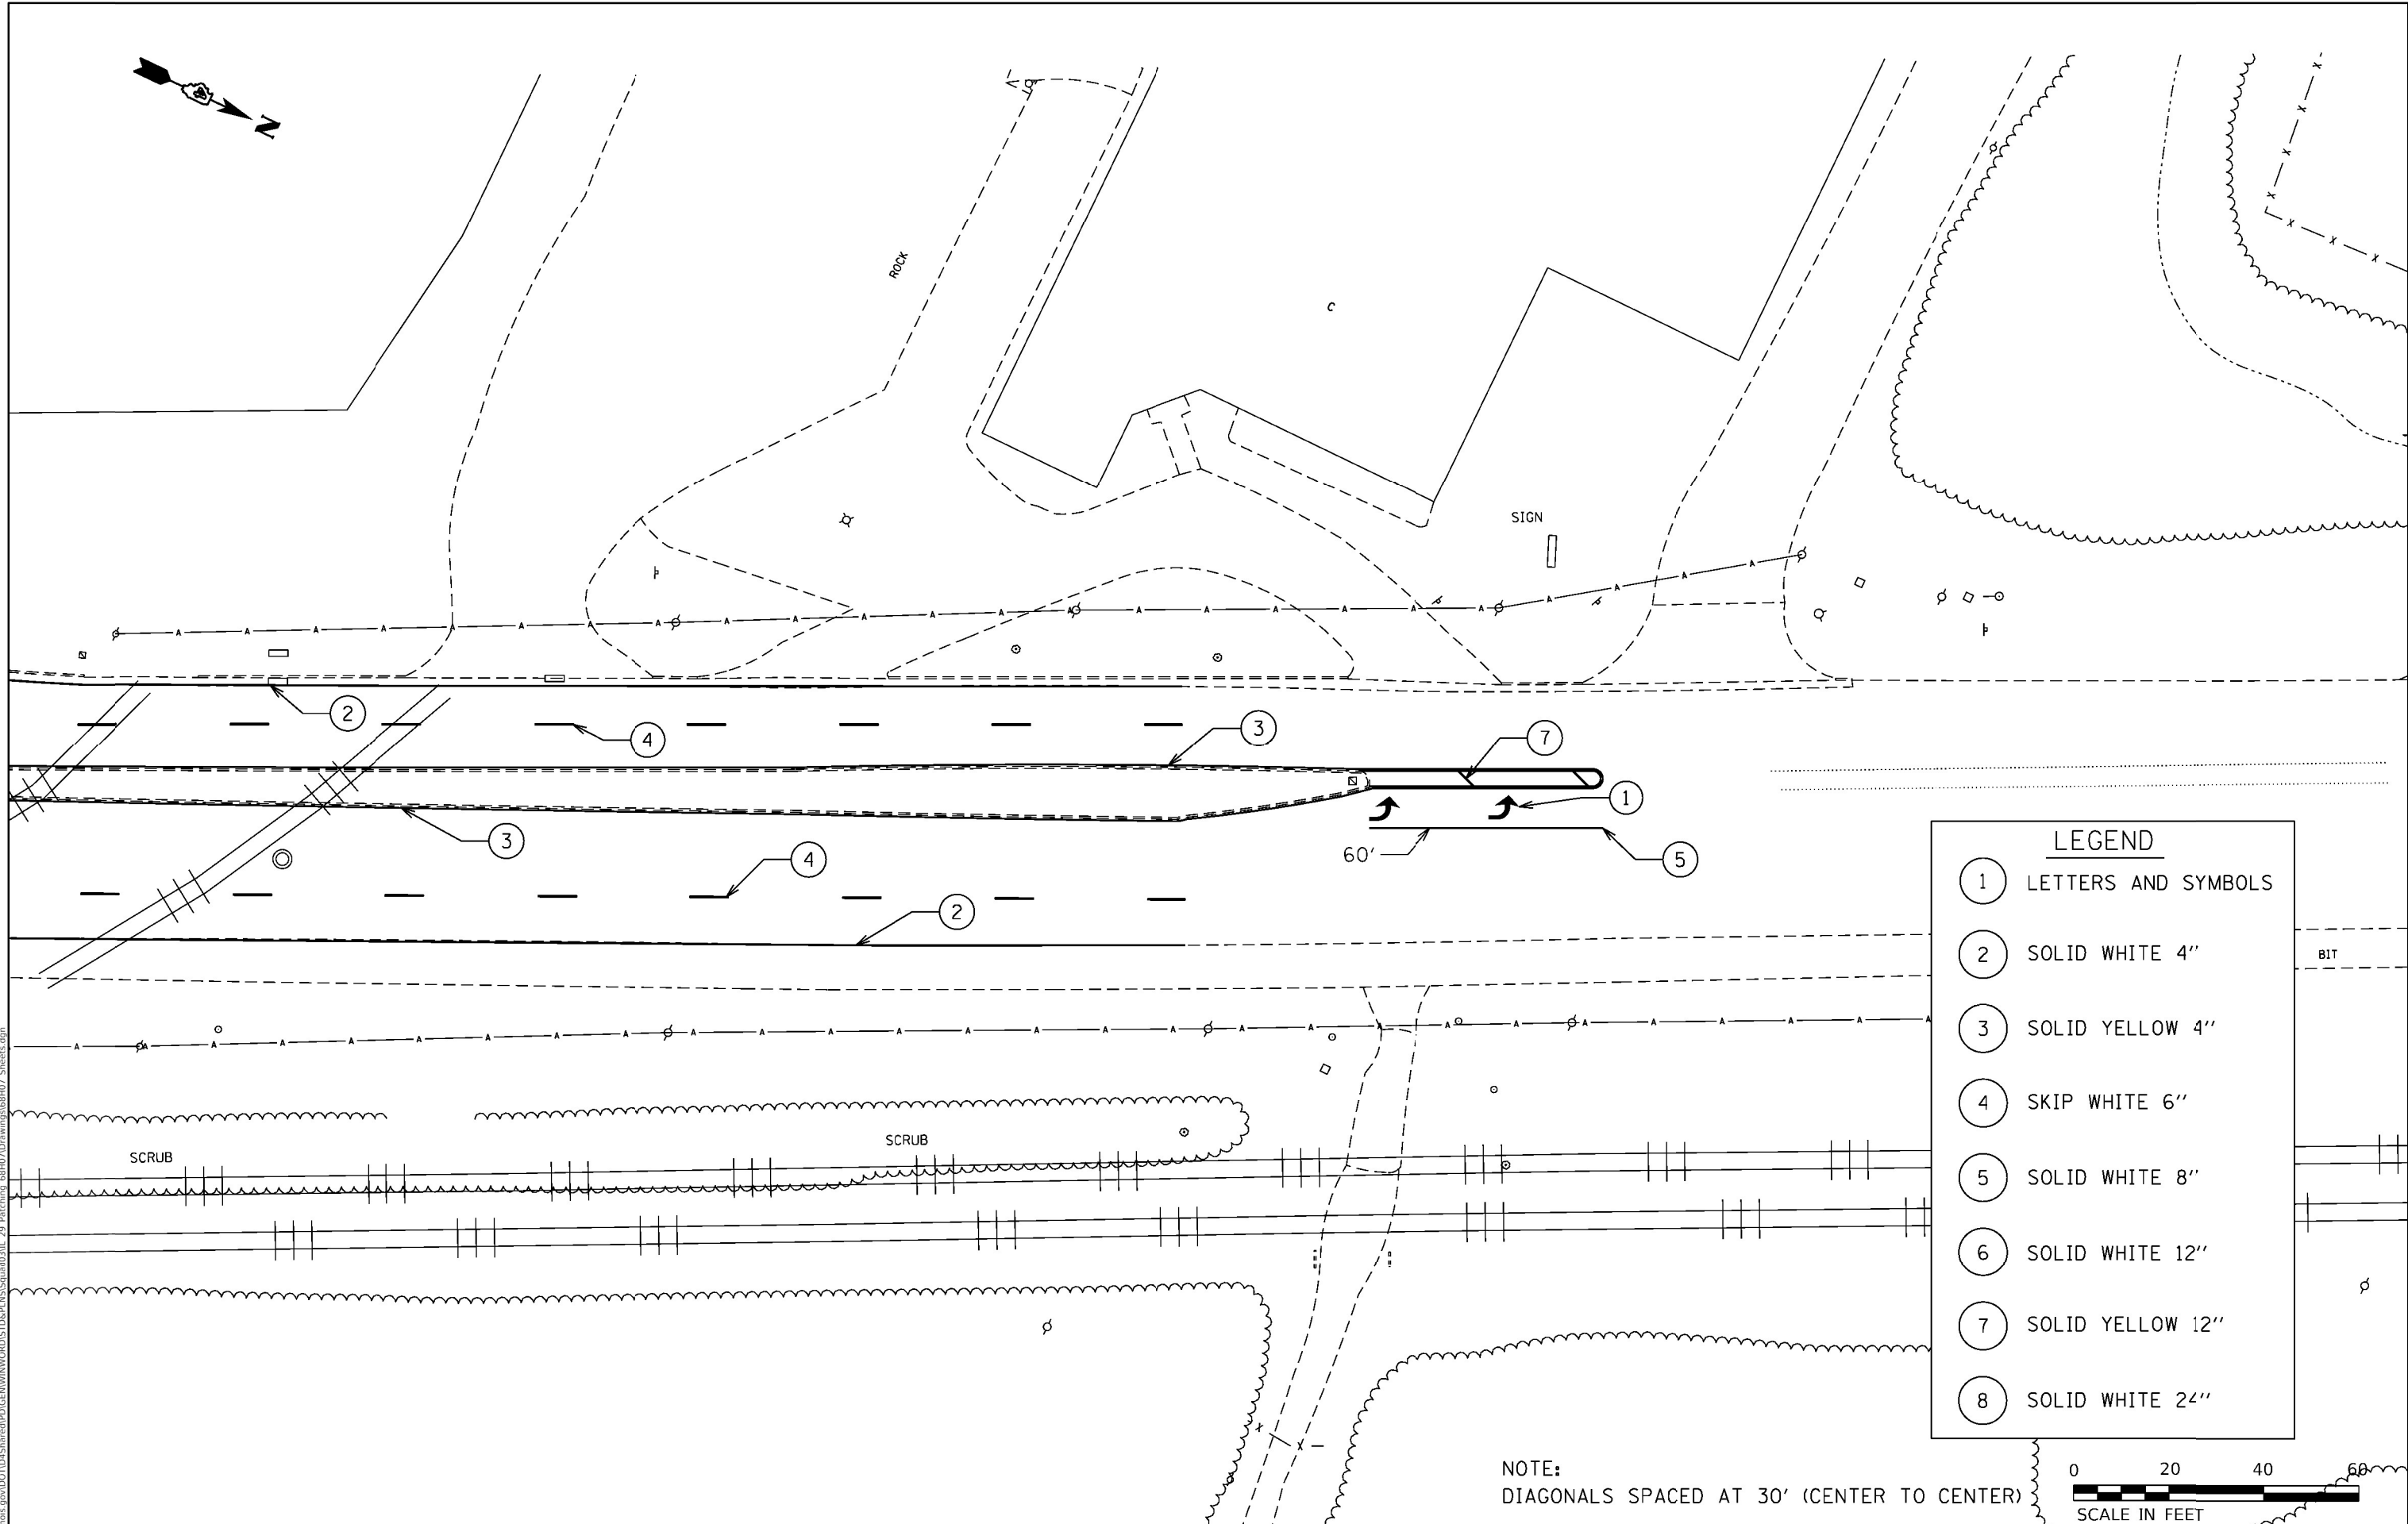 N
ROCK
C
SIGN
2
4
3
7
1
3
60'
5
4
2
LEGEND
1 LETTERS AND SYMBOLS
2 SOLID WHITE 4"
3 SOLID YELLOW 4"
4 SKIP WHITE 6"
5 SOLID WHITE 8"
6 SOLID WHITE 12"
7 SOLID YELLOW 12"
8 SOLID WHITE 24"
BIT
SCRUB
SCRUB
NOTE:
DIAGONALS SPACED AT 30' (CENTER TO CENTER)
0 20 40 60
SCALE IN FEET